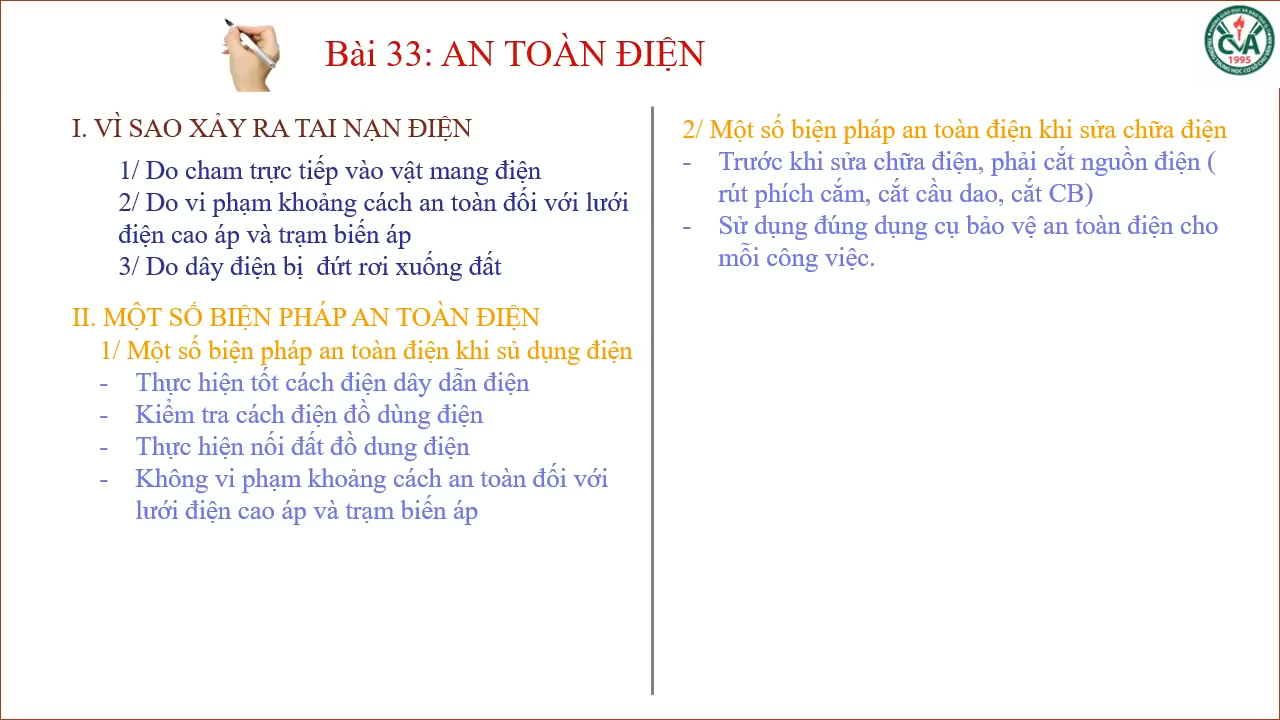 Bài 33: AN TOÀN ĐIỆN
CVA
1995
I. VÌ SAO XẢY RA TAI NẠN ĐIỆN
1/ Do cham trực tiếp vào vật mang điện
2/ Do vi phạm khoảng cách an toàn đối với lưới
điện cao áp và trạm biến áp
3/ Do dây điện bị  đứt rơi xuống đất
II. MỘT SỐ BIỆN PHÁP AN TOÀN ĐIỆN
1/ Một số biện pháp an toàn điện khi sủ dụng điện
- Thực hiện tốt cách điện dây dẫn điện
- Kiểm tra cách điện đồ dùng điện
- Thực hiện nối đất đồ dung điện
- Không vi phạm khoảng cách an toàn đối với
lưới điện cao áp và trạm biến áp
2/ Một số biện pháp an toàn điện khi sửa chữa điện
- Trước khi sửa chữa điện, phải cắt nguồn điện (
rút phích cắm, cắt cầu dao, cắt CB)
- Sử dụng đúng dụng cụ bảo vệ an toàn điện cho
mỗi công việc.